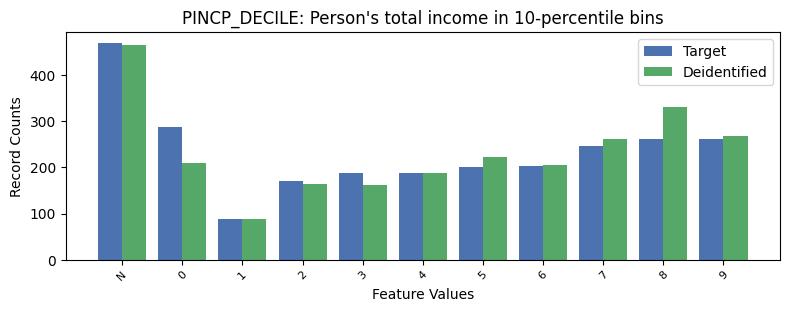 PINCP_DECILE: Person's total income in 10-percentile bins
Target
Deidentified
Record Counts
400
300
200
100
0
N 0 1 2 3 4 5 6 7 8 9
Feature Values